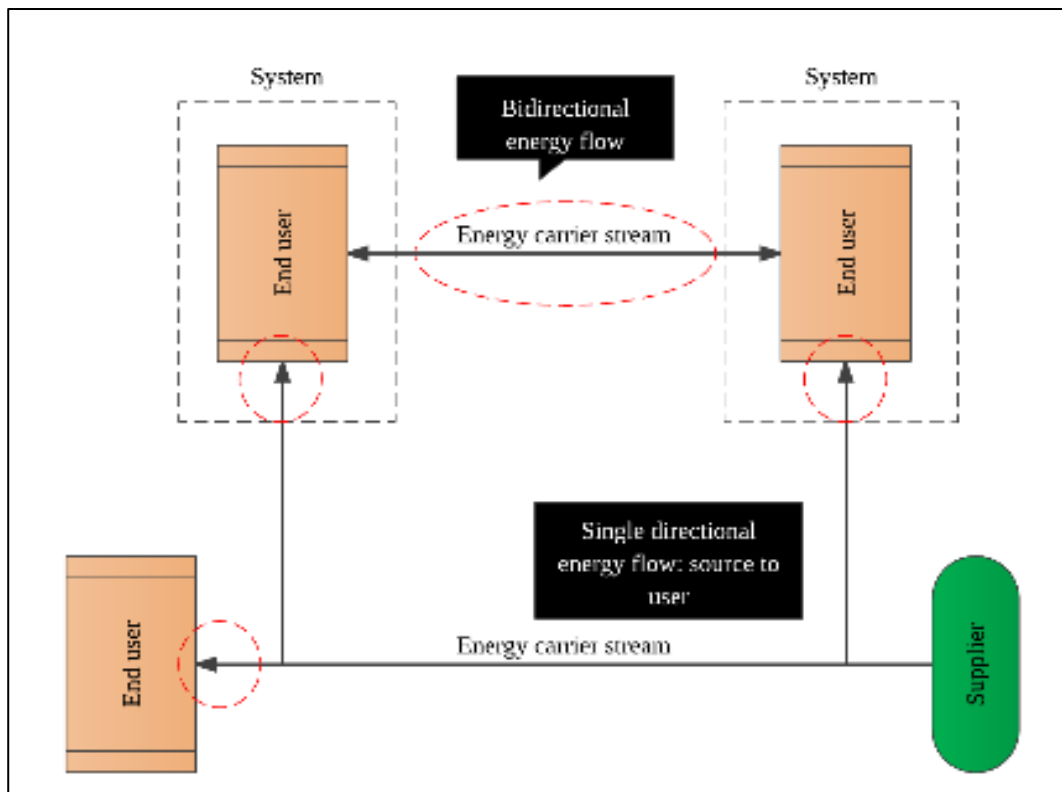 System
System
Bidirectional
energy flow
End user
Energy carrier stream
End user
Single directional
energy flow: source to
user
Energy carrier stream
End user
Supplier